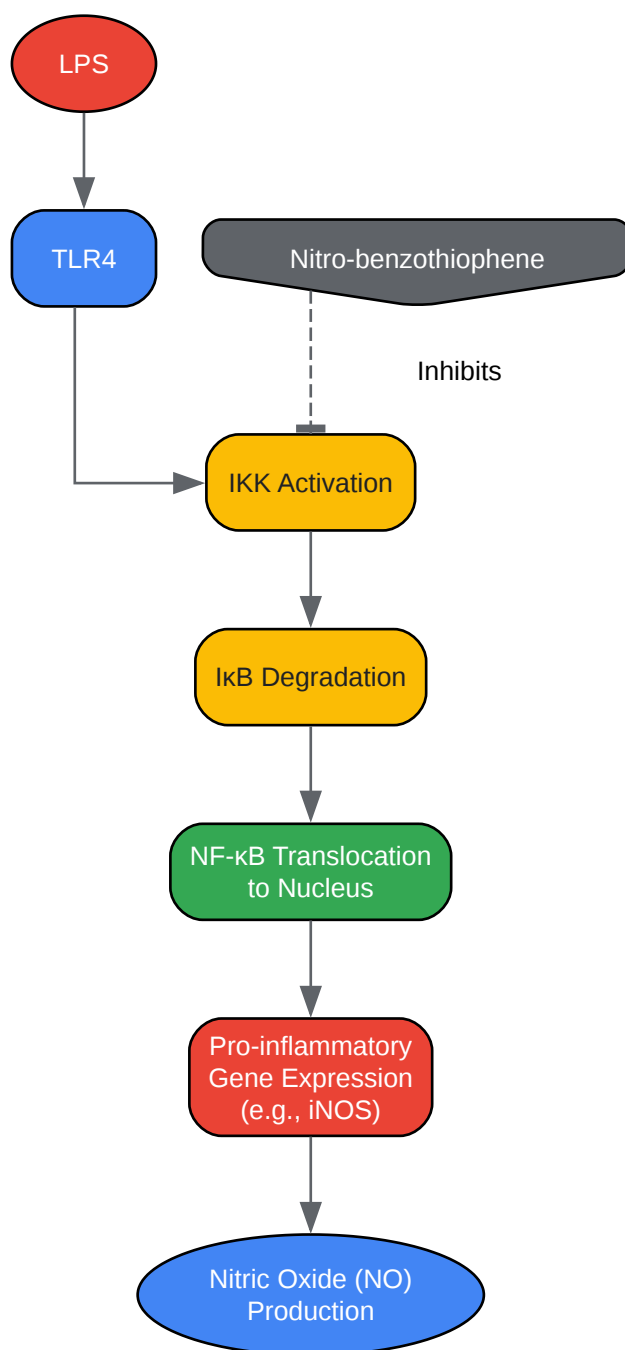 LPS
TLR4
Nitro-benzothiophene
Inhibits
IKK Activation
IκB Degradation
NF-κB Translocation
to Nucleus
Pro-inflammatory
Gene Expression
(e.g., iNOS)
Nitric Oxide (NO)
Production